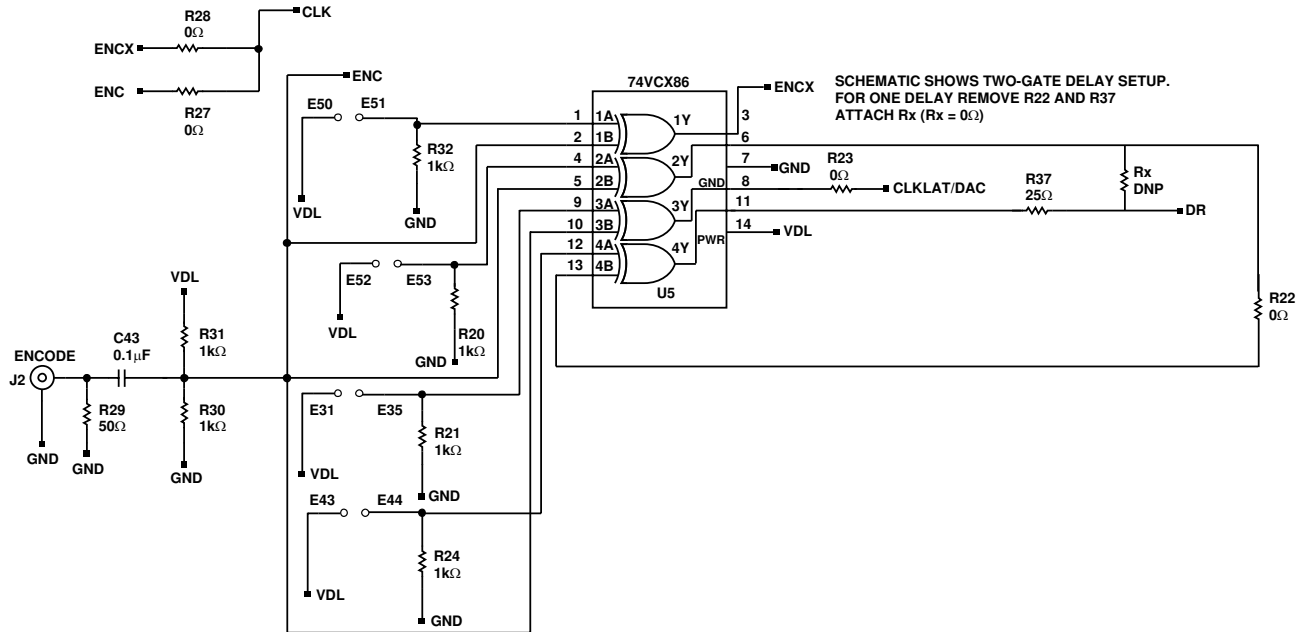 R28
0Ω
CLK
ENCX
ENC
R27
0Ω
ENC
E50
E51
R32
1kΩ
VDL
GND
E52
E53
VDL
R20
1kΩ
GND
74VCX86
1
1A
2
1B
4
2A
5
2B
9
3A
10
3B
12
4A
13
4B
1Y
2Y
3Y
4Y
GND
PWR
U5
3
6
7
8
11
14
ENCX
GND
VDL
SCHEMATIC SHOWS TWO-GATE DELAY SETUP.
FOR ONE DELAY REMOVE R22 AND R37
ATTACH Rx (Rx = 0Ω)
R23
0Ω
CLKLAT/DAC
R37
25Ω
Rx
DNP
DR
R22
0Ω
VDL
R31
1kΩ
C43
0.1μF
ENCODE
J2
R29
50Ω
R30
1kΩ
GND
GND
GND
E31
E35
R21
1kΩ
VDL
GND
E43
E44
R24
1kΩ
VDL
GND